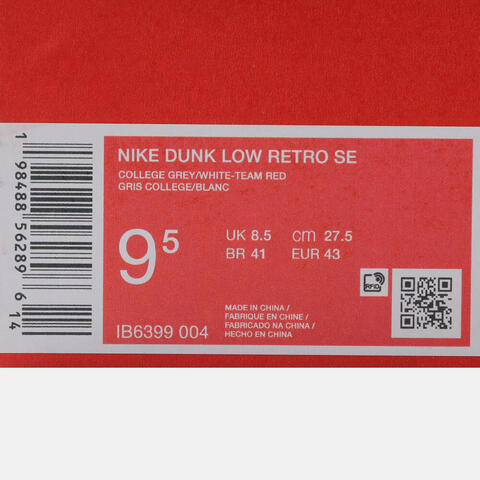 NIKE DUNK LOW RETRO SE
COLLEGE GREY/WHITE-TEAM RED
GRIS COLLEGE/BLANC
9⁵
UK 8.5 cm 27.5
BR 41 EUR 43
RFID
MADE IN CHINA /
FABRIQUE EN CHINE /
FABRICADO NA CHINA /
HECHO EN CHINA
IB6399 004
1 98488 56289 6 14